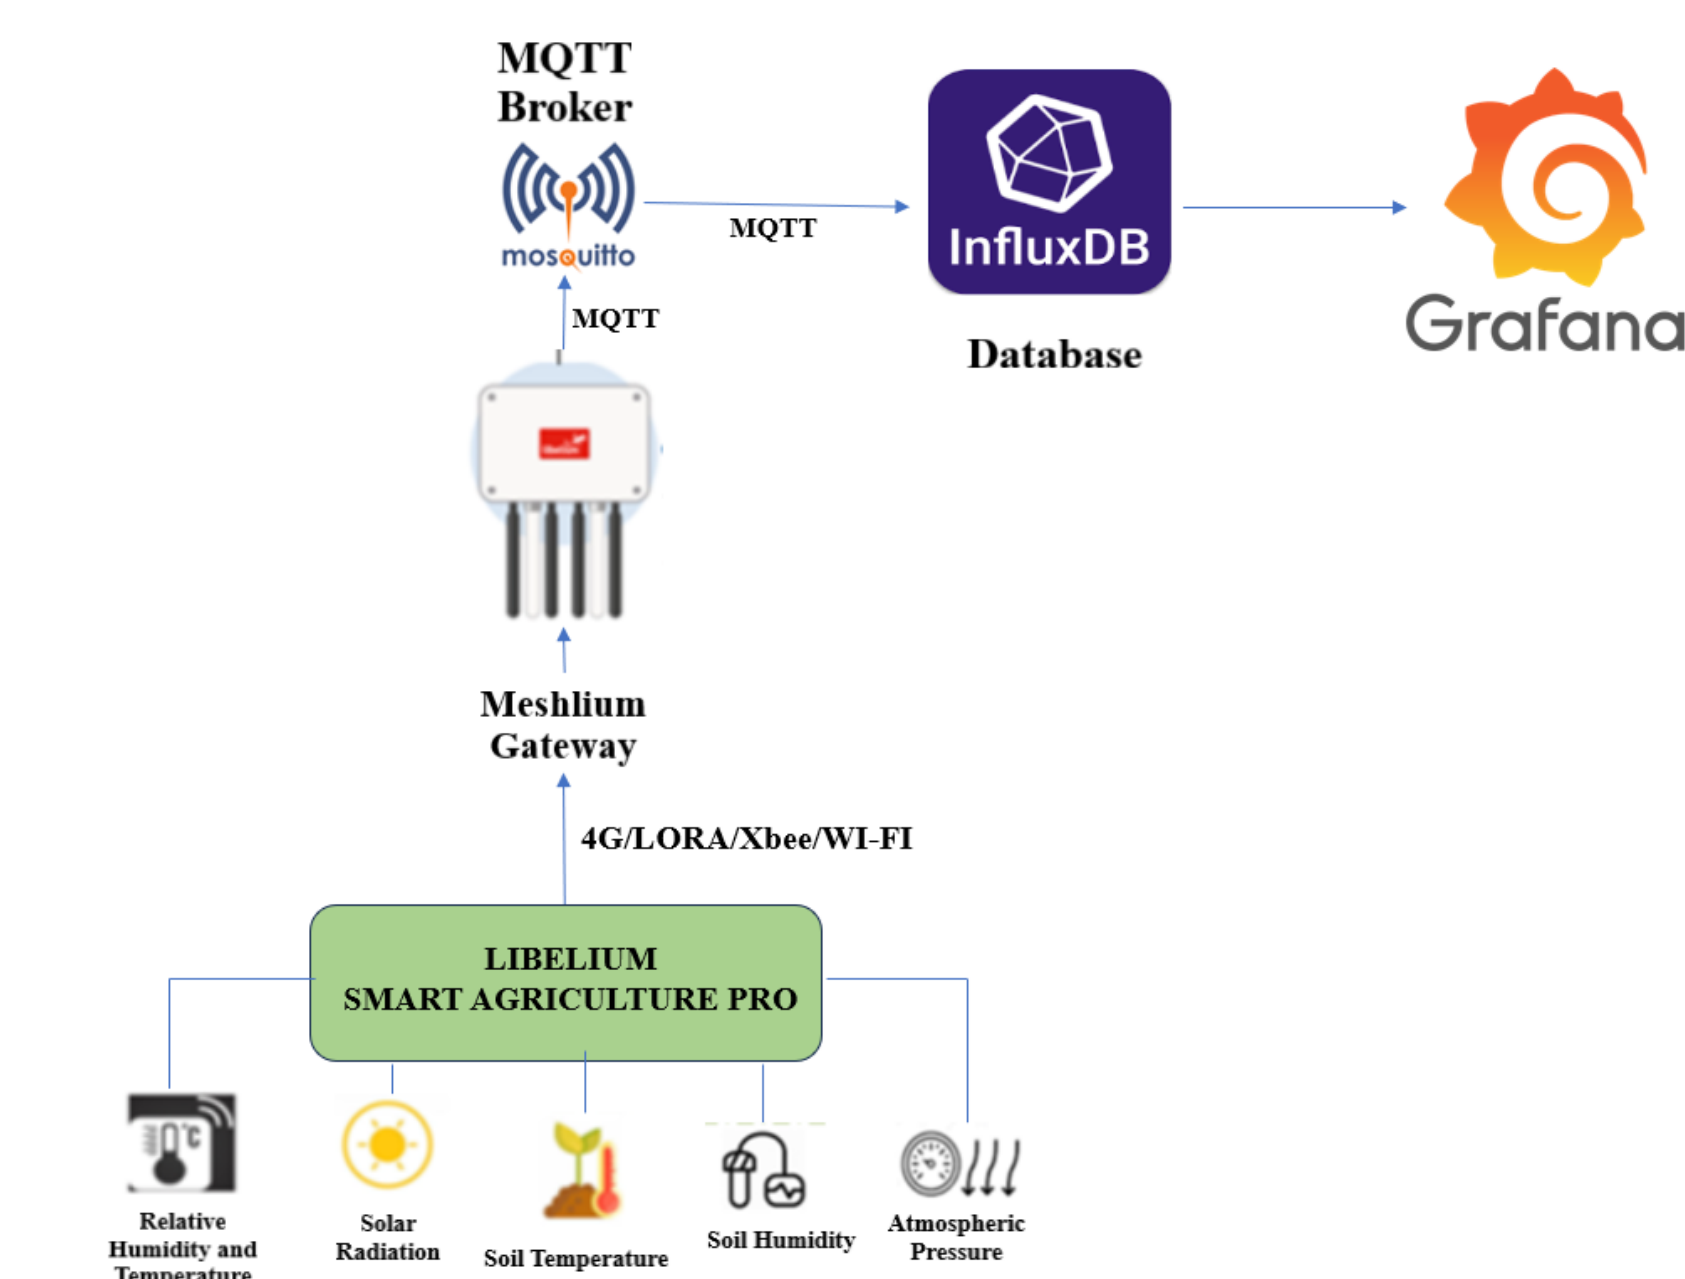 MQTT
Broker
mosquitto
MQTT
InfluxDB
Database
Grafana
MQTT
Meshlium
Gateway
4G/LORA/Xbee/WI-FI
LIBELIUM
SMART AGRICULTURE PRO
°C
Relative
Humidity and
Temperature
Solar
Radiation
Soil Temperature
Soil Humidity
Atmospheric
Pressure